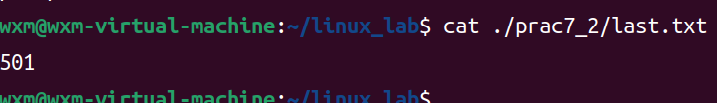 wxm@wxm-virtual-machine:~/linux_lab$ cat ./prac7_2/last.txt
501
wxm@wxm-virtual-machine:~/linux_lab$